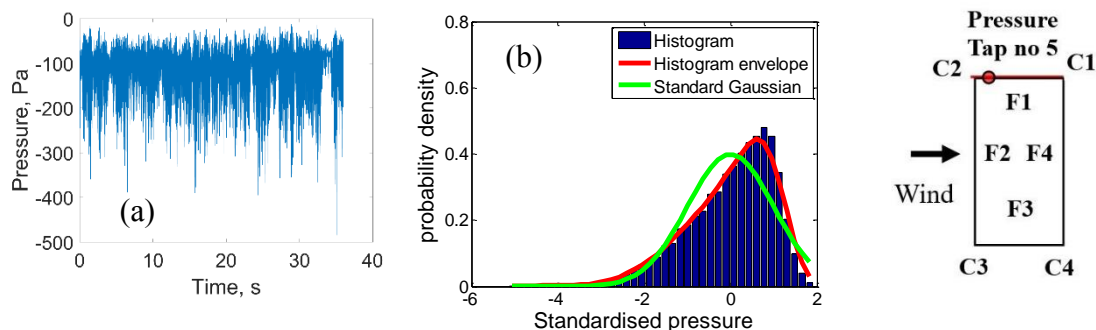 0
-100
-200
-300
-400
-500
Pressure, Pa
(a)
0 10 20 30 40
Time, s
0.8
0.6
0.4
0.2
0
probability density
(b)
Histogram
Histogram envelope
Standard Gaussian
-6 -4 -2 0 2
Standardised pressure
Pressure
Tap no 5
C2 C1
F1
F2 F4
Wind
F3
C3 C4